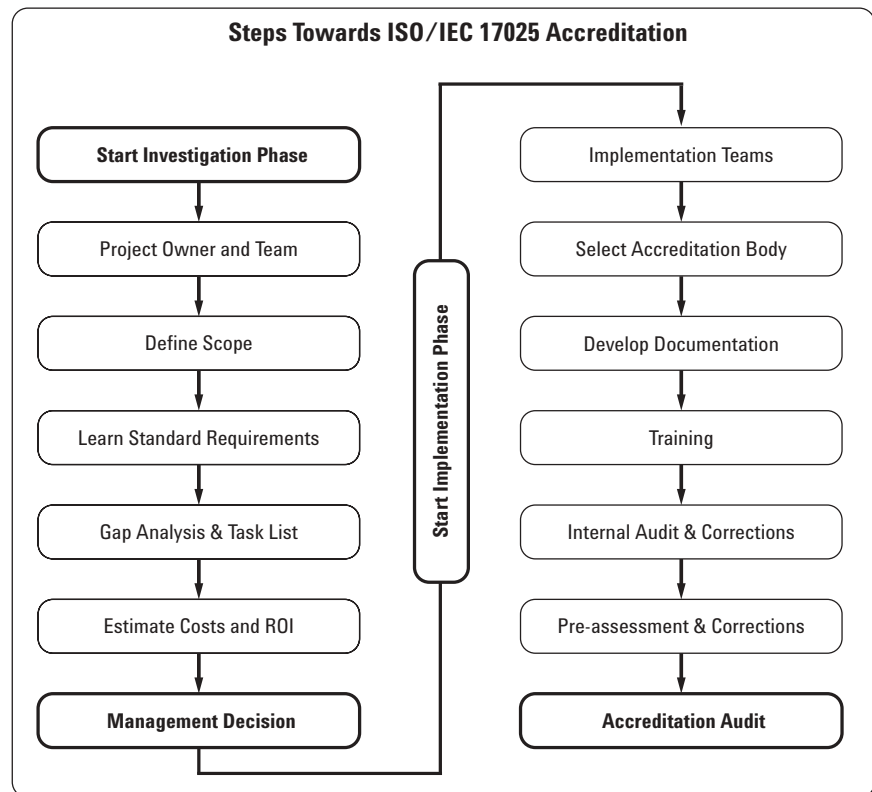 Steps Towards ISO/IEC 17025 Accreditation
Start Investigation Phase
Project Owner and Team
Define Scope
Learn Standard Requirements
Gap Analysis & Task List
Estimate Costs and ROI
Management Decision
Start Implementation Phase
Implementation Teams
Select Accreditation Body
Develop Documentation
Training
Internal Audit & Corrections
Pre-assessment & Corrections
Accreditation Audit